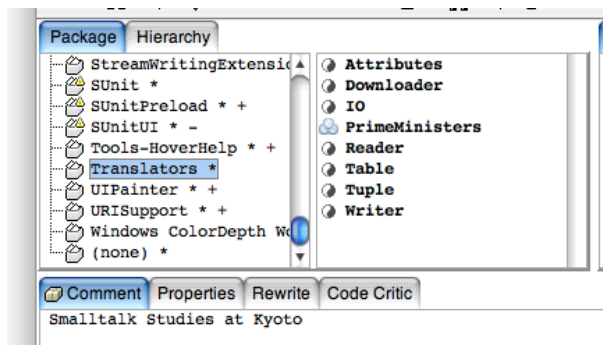 Package Hierarchy
StreamWritingExtensic
SUnit *
SUnitPreload * +
SUnitUI * -
Tools-HoverHelp * +
Translators *
UIPainter * +
URISupport * +
Windows ColorDepth Wo
(none) *
Attributes
Downloader
IO
PrimeMinisters
Reader
Table
Tuple
Writer
Comment Properties Rewrite Code Critic
Smalltalk Studies at Kyoto